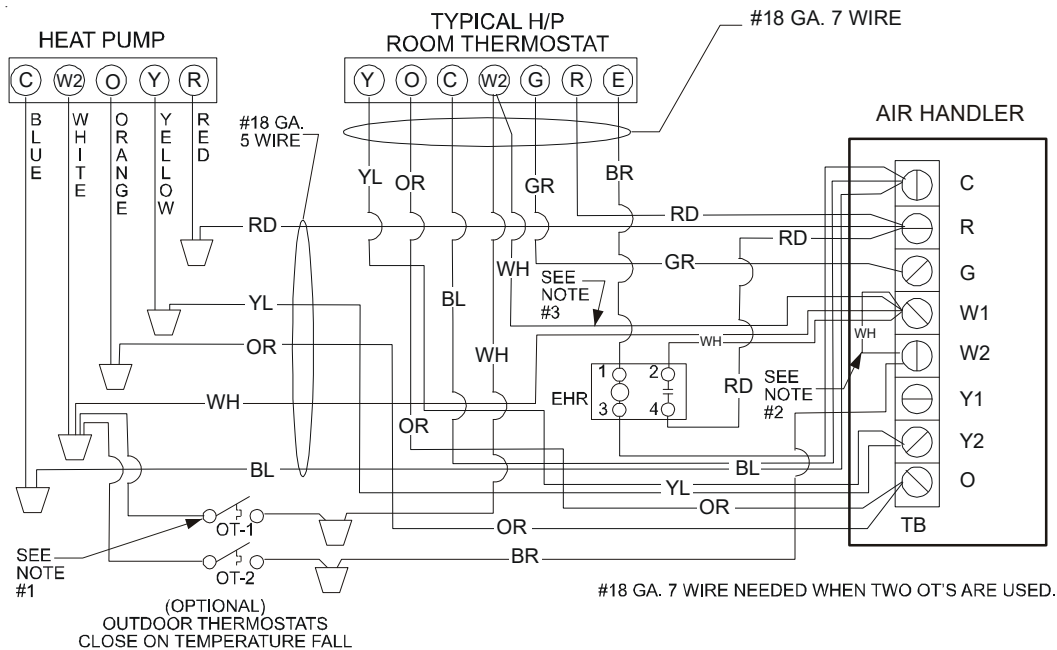 HEAT PUMP
C W2 O Y R
BLUE
WHITE
ORANGE
YELLOW
RED
#18 GA.
5 WIRE
TYPICAL H/P
ROOM THERMOSTAT
Y O C W2 G R E
#18 GA. 7 WIRE
AIR HANDLER
YL
OR
GR
BR
C
RD
RD
R
RD
GR
G
YL
WH
SEE
NOTE
#3
BL
W1
OR
WH
WH
WH
W2
1 2
EHR
3 4
RD
SEE
NOTE
#2
Y1
WH
OR
Y2
BL
BL
YL
O
OR
OT-1
OR
TB
SEE
NOTE
#1
BR
OT-2
#18 GA. 7 WIRE NEEDED WHEN TWO OT'S ARE USED.
(OPTIONAL)
OUTDOOR THERMOSTATS
CLOSE ON TEMPERATURE FALL